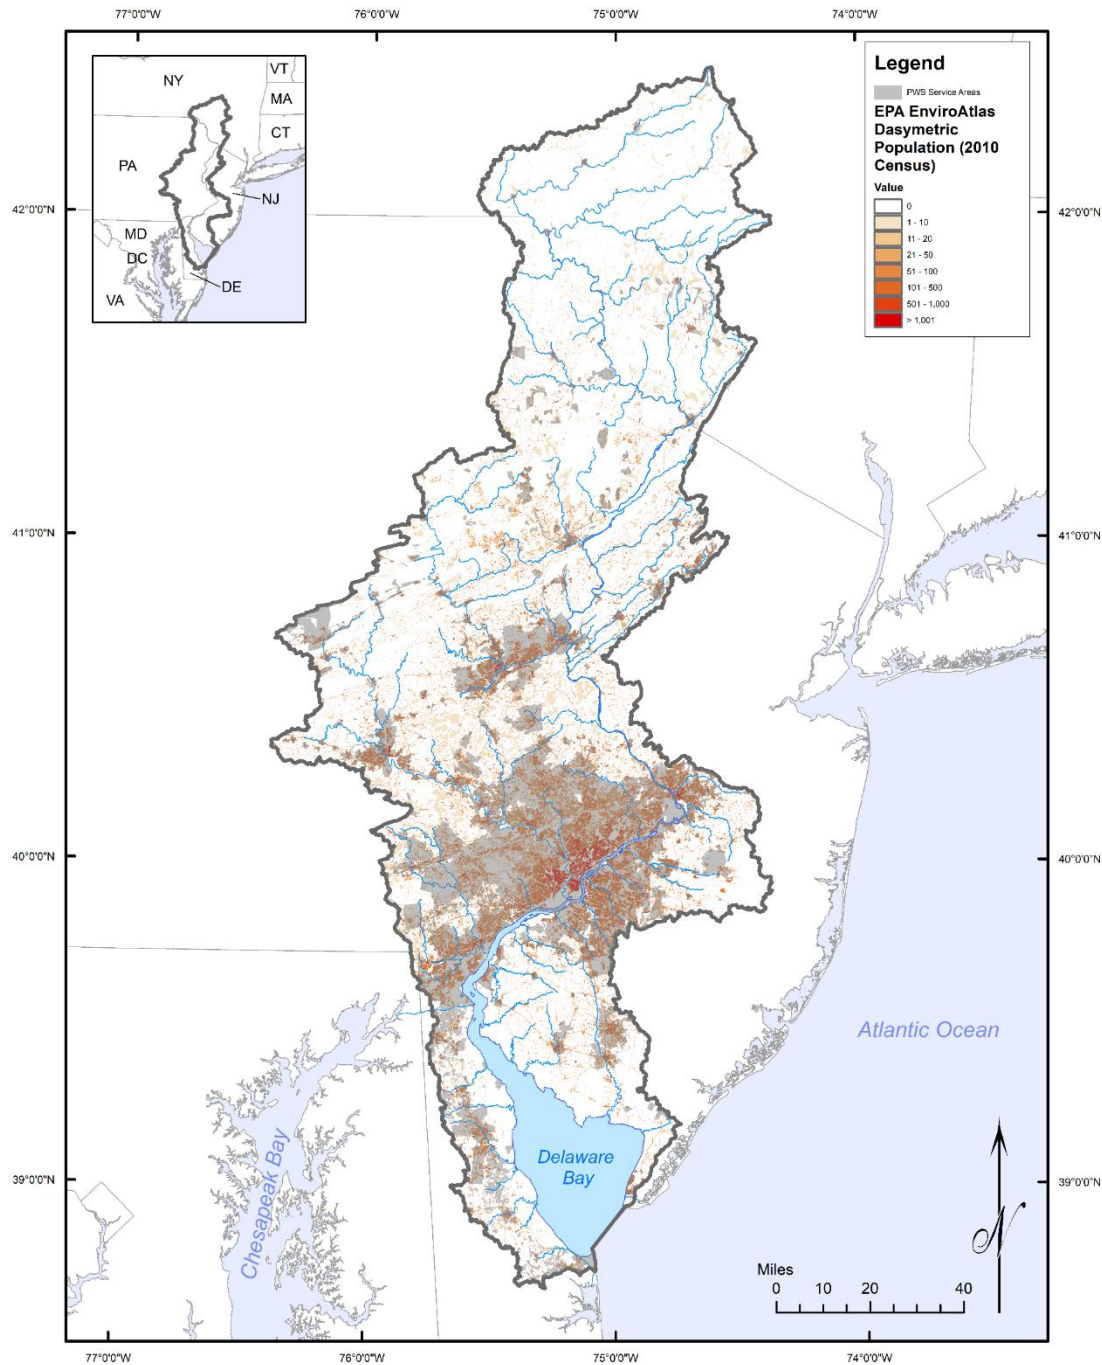 77°0'0"W
76°0'0"W
75°0'0"W
74°0'0"W
NY
VT
MA
CT
PA
NJ
MD
DC
DE
VA
Legend
PWS Service Areas
EPA EnviroAtlas
Dasymetric
Population (2010
Census)
Value
0
1 - 10
11 - 20
21 - 50
51 - 100
101 - 500
501 - 1,000
> 1,001
42°0'0"N
42°0'0"N
41°0'0"N
41°0'0"N
40°0'0"N
40°0'0"N
39°0'0"N
39°0'0"N
Atlantic Ocean
Delaware
Bay
Chesapeak Bay
N
Miles
0 10 20 40
77°0'0"W
76°0'0"W
75°0'0"W
74°0'0"W